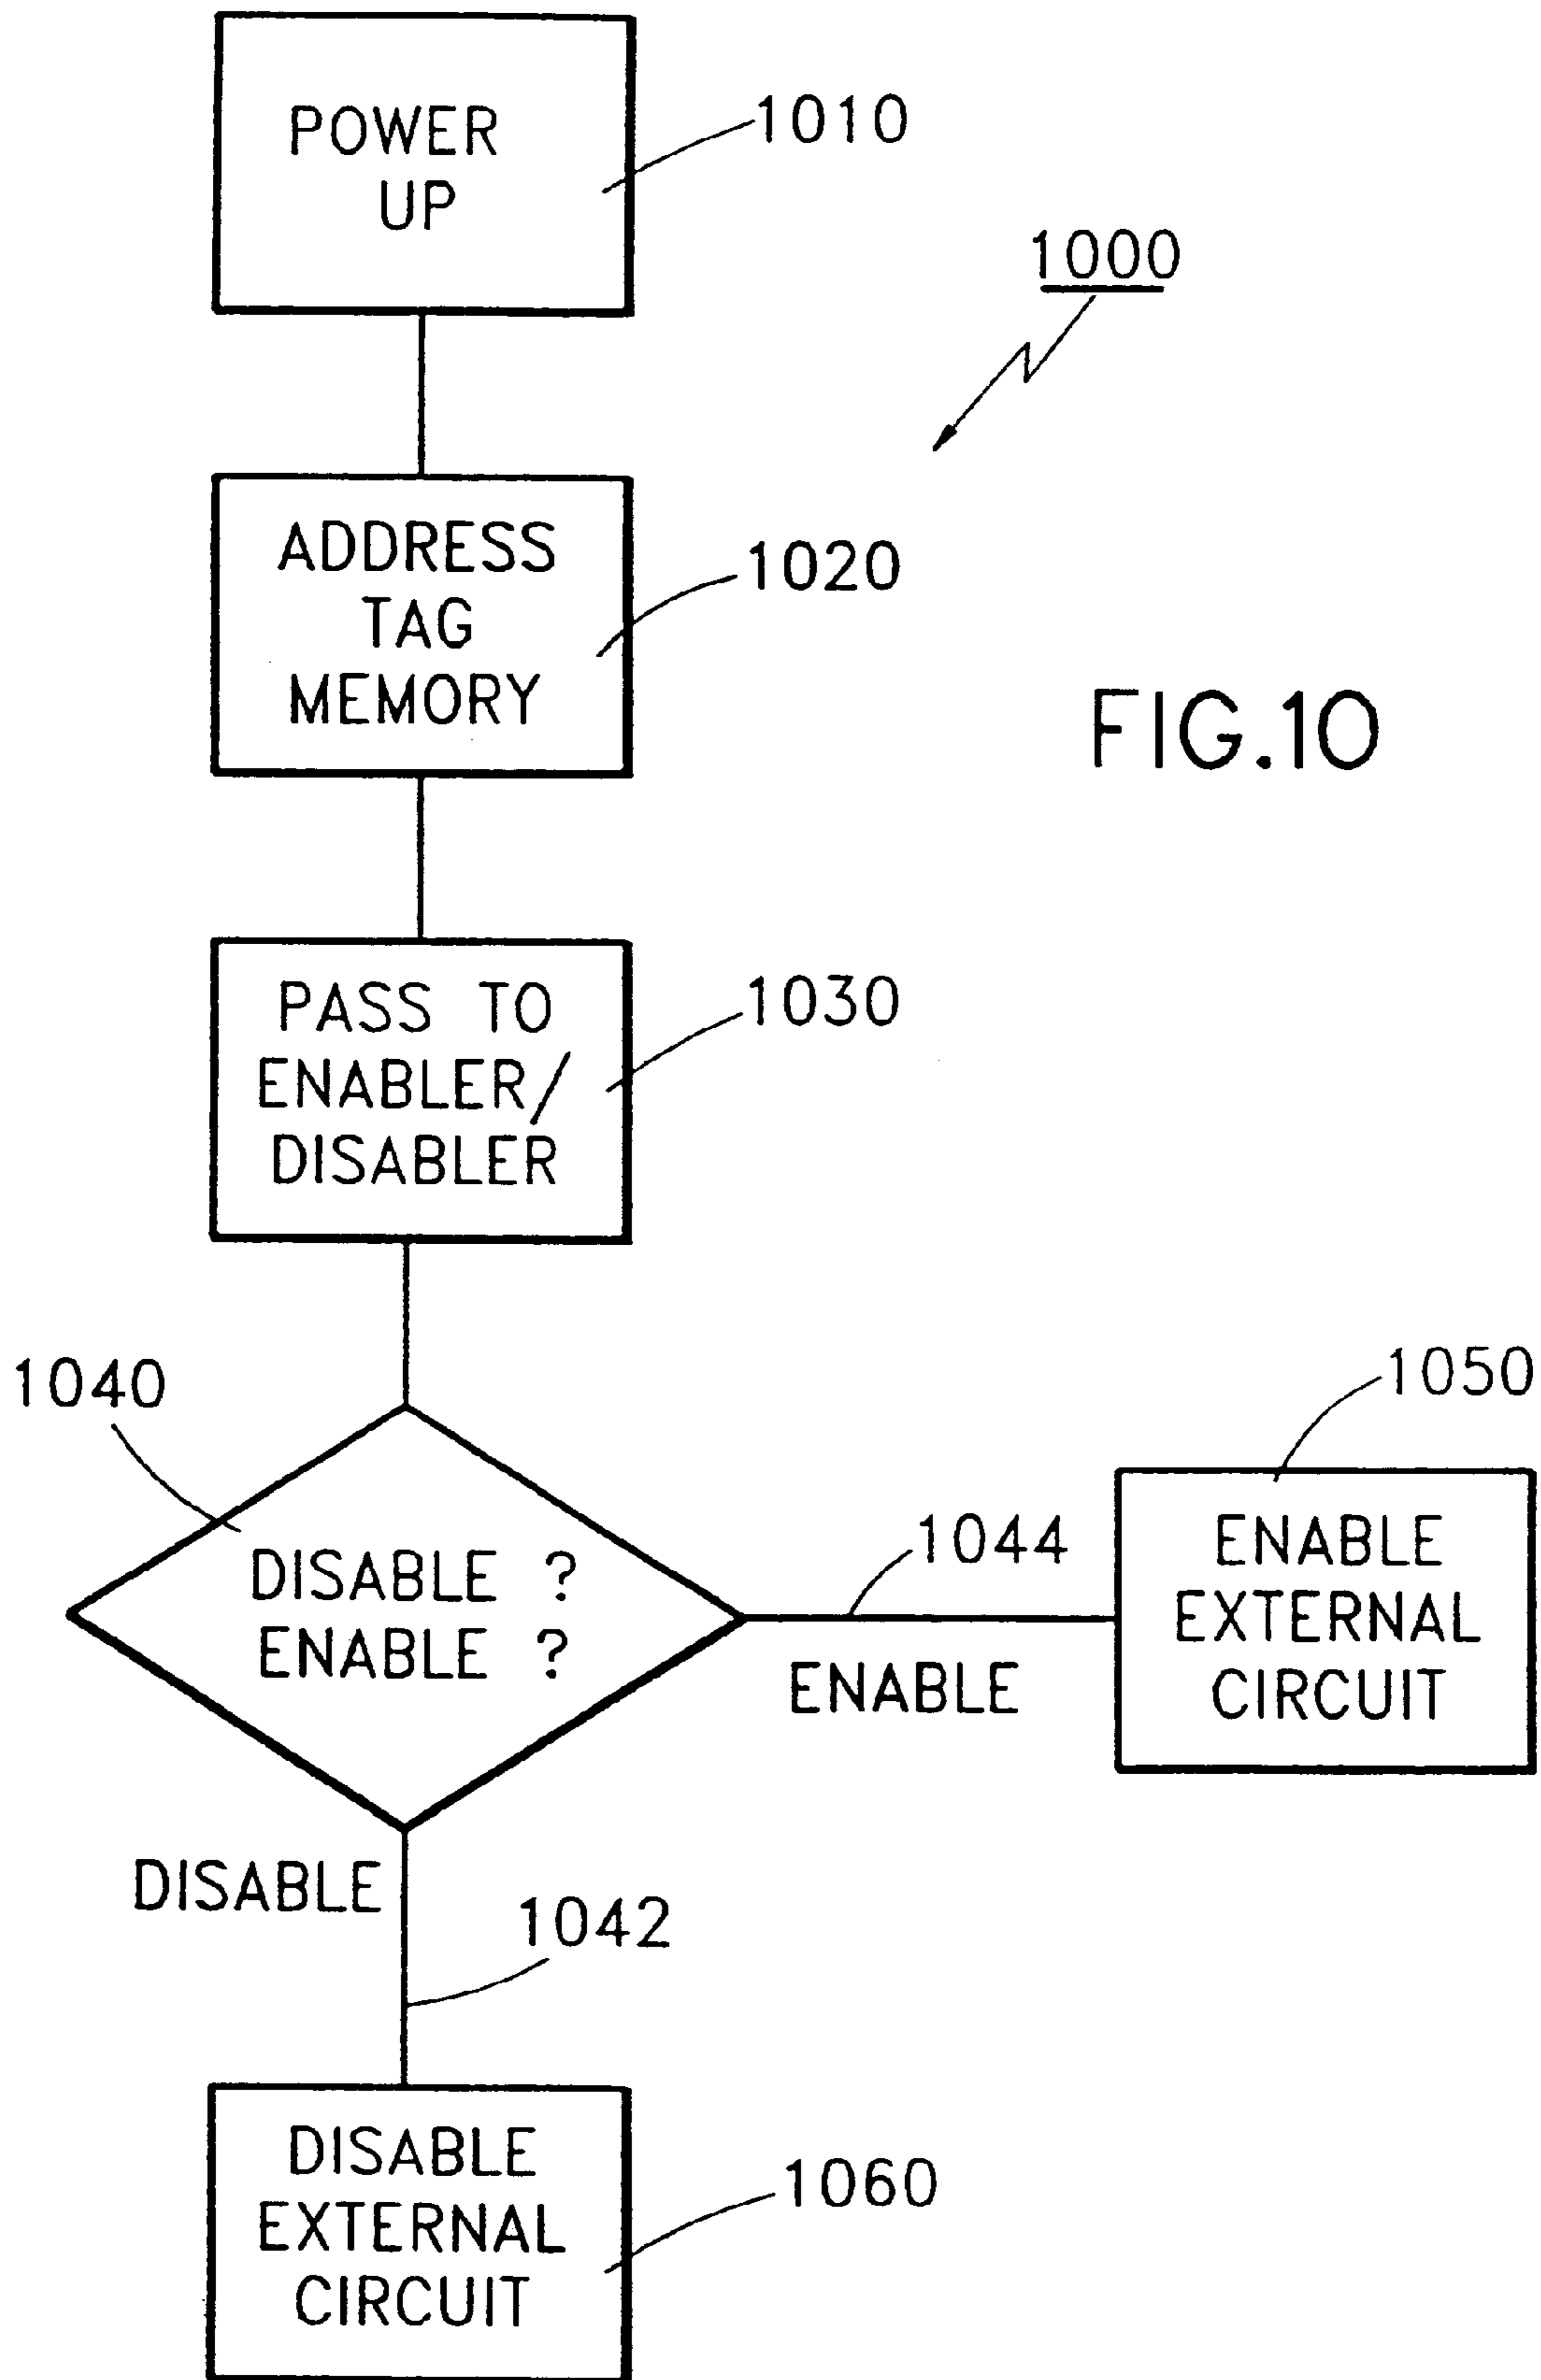 POWER
UP
1010
1000
ADDRESS
TAG
MEMORY
1020
FIG.10
PASS TO
ENABLER/
DISABLER
1030
1040
DISABLE ?
ENABLE ?
1044
ENABLE
1050
ENABLE
EXTERNAL
CIRCUIT
DISABLE
1042
DISABLE
EXTERNAL
CIRCUIT
1060